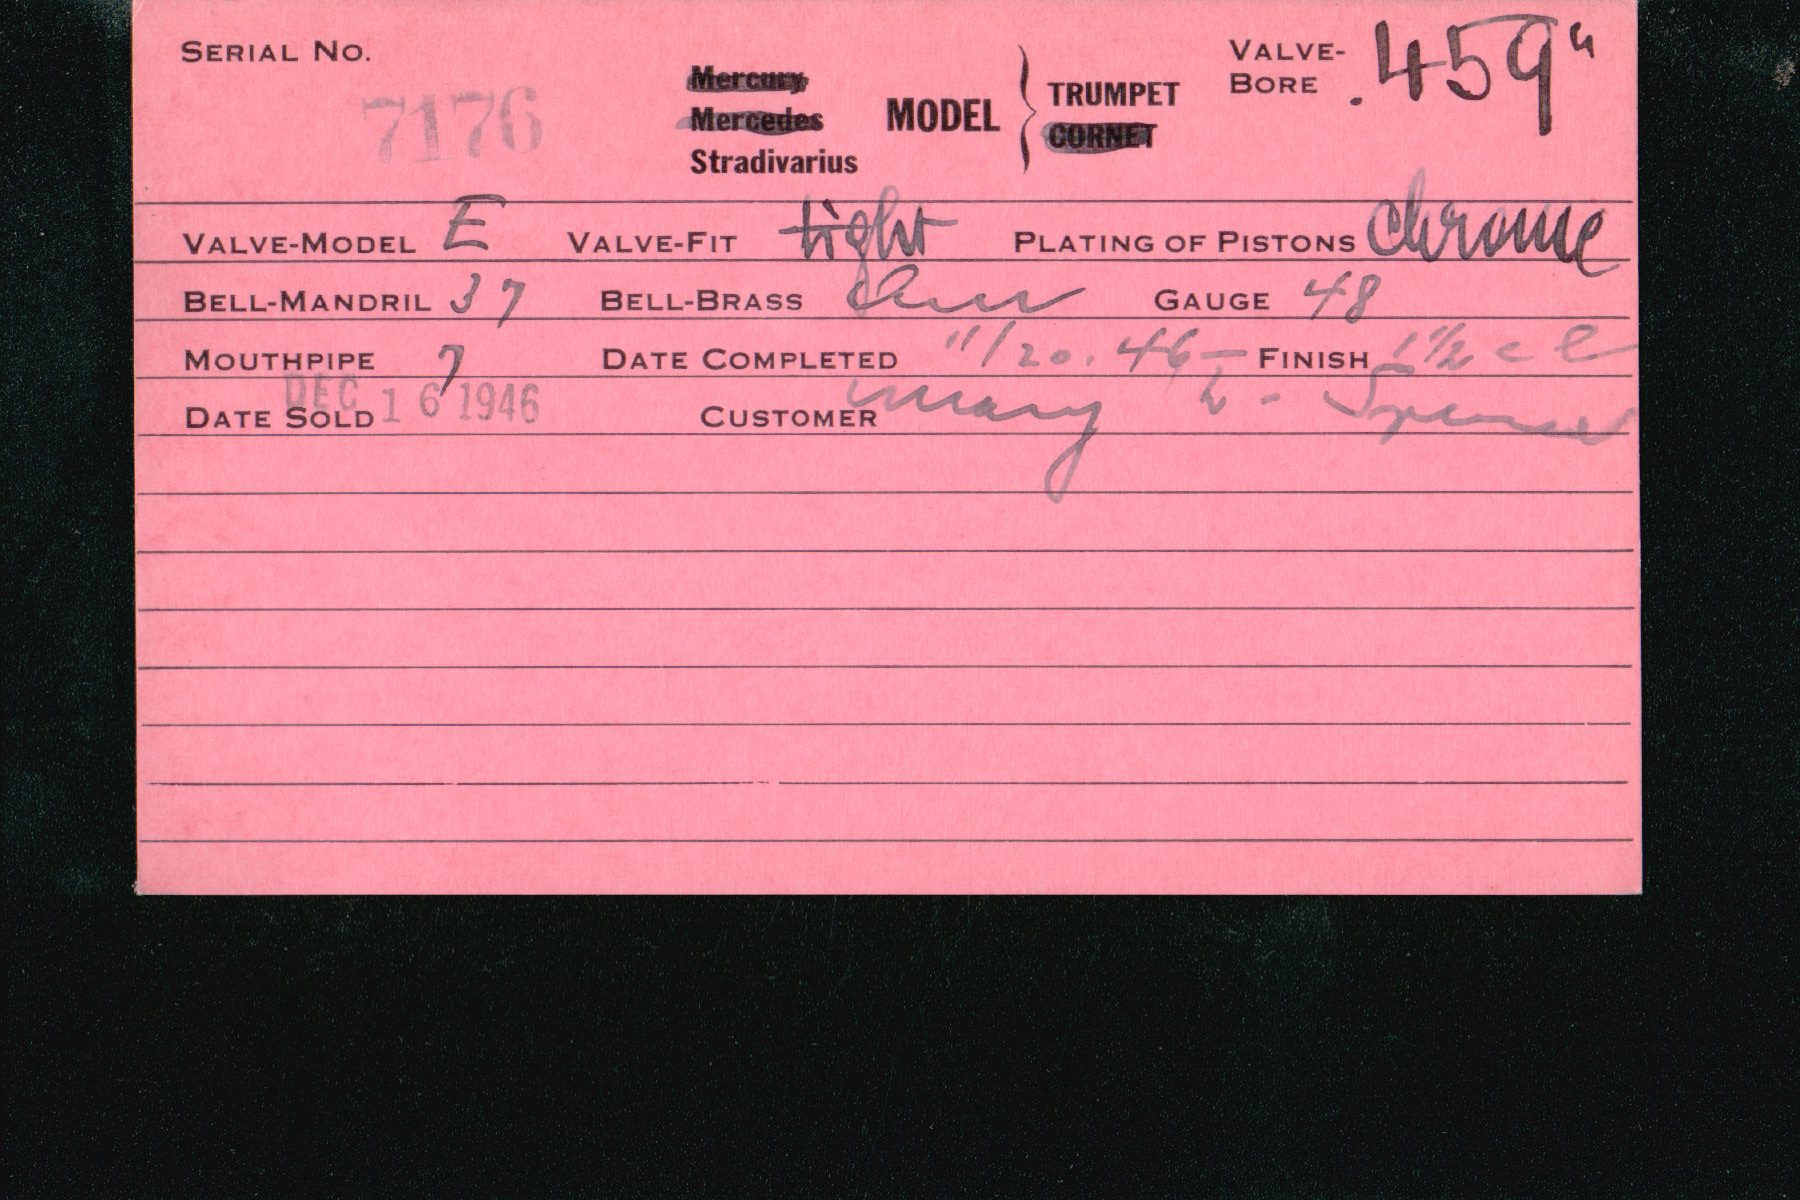 SERIAL NO. 7176
Mercury
Mercedes
Stradivarius
MODEL
TRUMPET
CORNET
VALVE-
BORE .459"
VALVE-MODEL E VALVE-FIT tight PLATING OF PISTONS chrome
BELL-MANDRIL 37 BELL-BRASS GAUGE 48
MOUTHPIPE 7 DATE COMPLETED 11/20.46- FINISH
DATE SOLD DEC 16 1946 CUSTOMER Mary L. Spencer